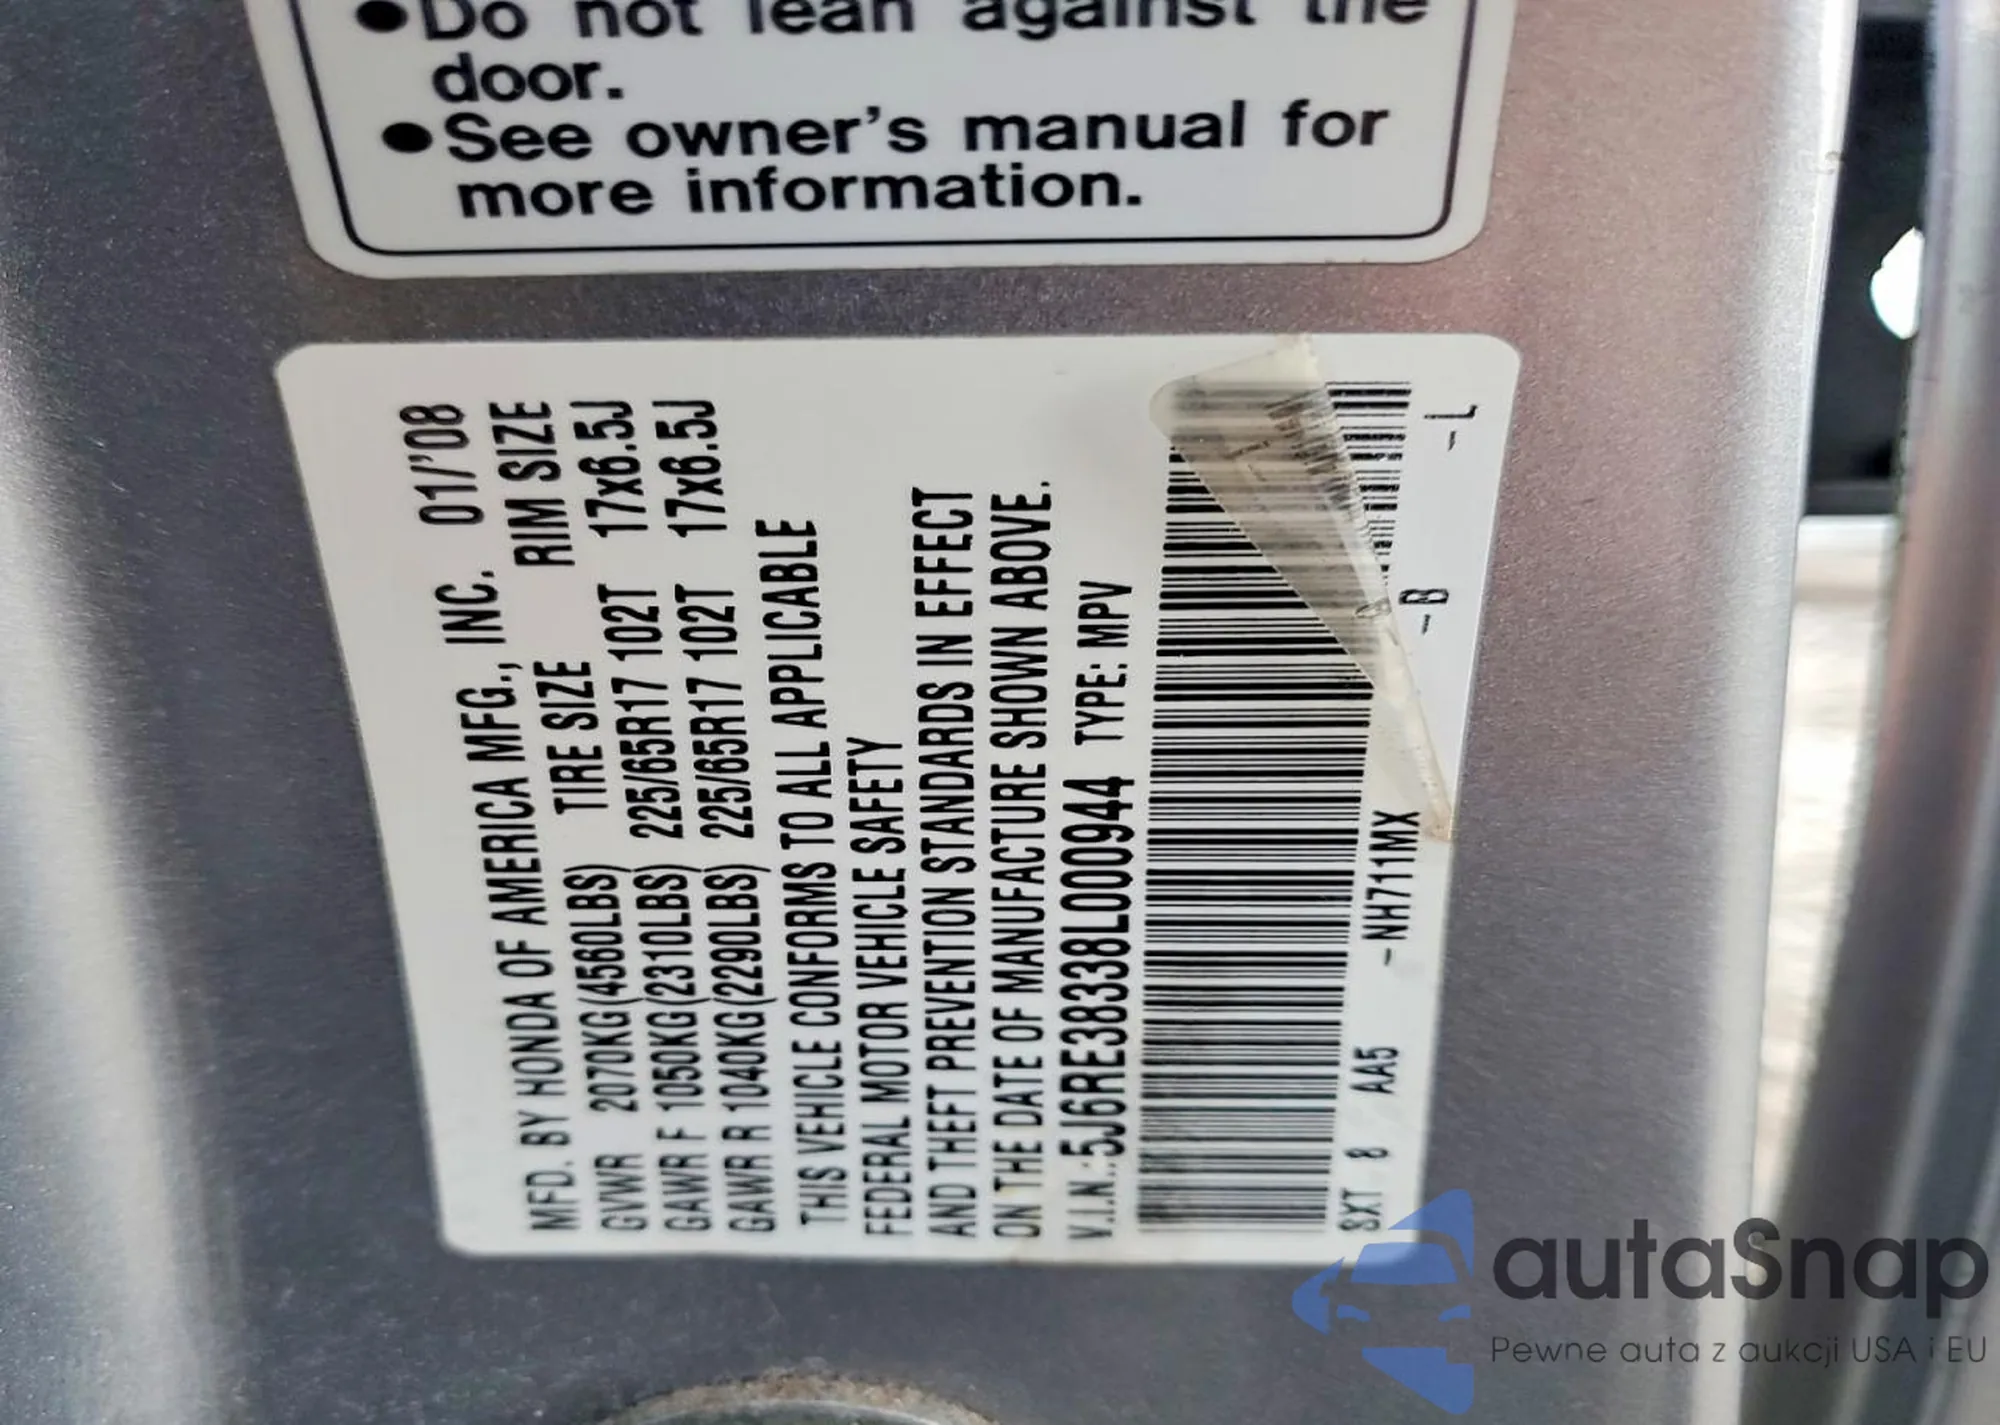 ●Do not lean against the
door.
●See owner's manual for
more information.
MFD. BY HONDA OF AMERICA MFG., INC. 01/'08
GVWR 2070KG(4560LBS) TIRE SIZE RIM SIZE
GAWR F 1050KG(2310LBS) 225/65R17 102T 17x6.5J
GAWR R 1040KG(2290LBS) 225/65R17 102T 17x6.5J
THIS VEHICLE CONFORMS TO ALL APPLICABLE
FEDERAL MOTOR VEHICLE SAFETY
AND THEFT PREVENTION STANDARDS IN EFFECT
ON THE DATE OF MANUFACTURE SHOWN ABOVE.
V.I.N.:5J6RE38338L000944 TYPE: MPV
SXT 8 AA5 -NH711MX -B -L
autaSnap
Pewne auta z aukcji USA i EU